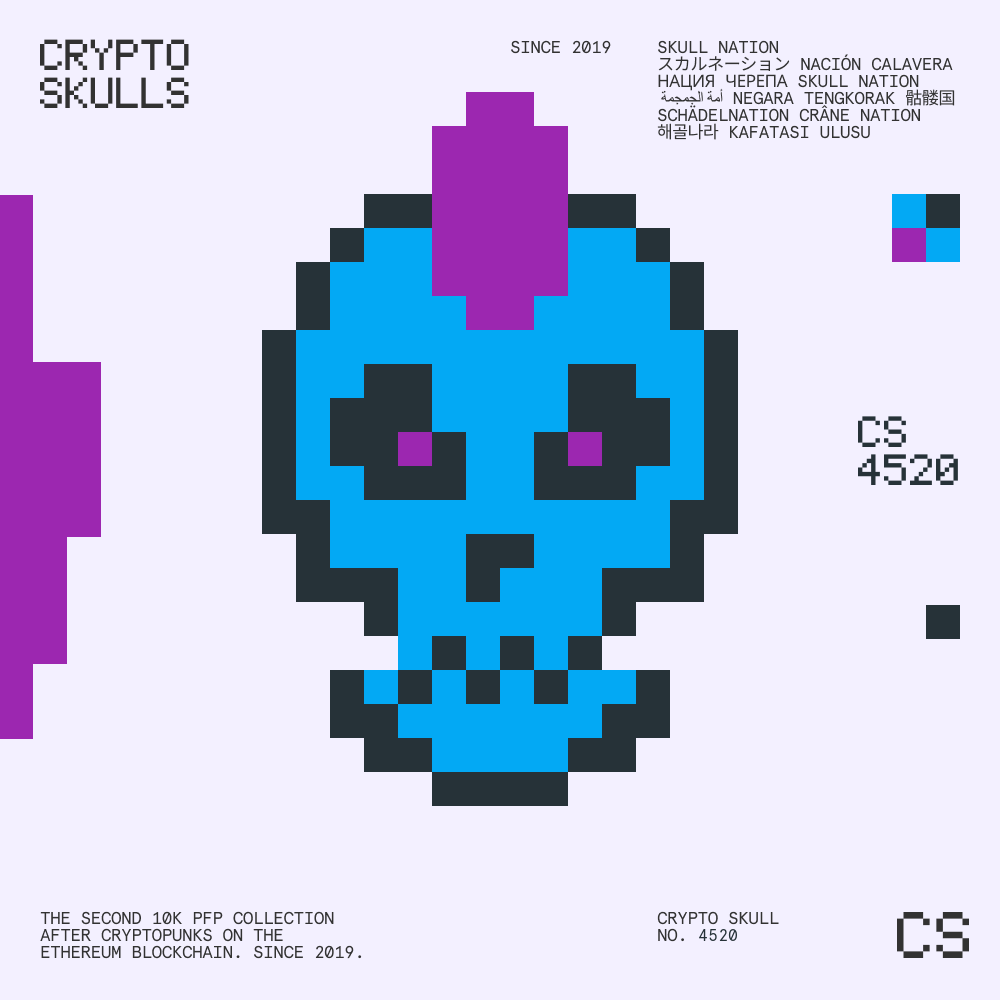 CRYPTO
SKULLS
SINCE 2019
SKULL NATION
スカルネーション NACIÓN CALAVERA
НАЦИЯ ЧЕРЕПА SKULL NATION
أمة الجمجمة NEGARA TENGKORAK 骷髅国
SCHÄDELNATION CRÂNE NATION
해골나라 KAFATASI ULUSU
CS
4520
THE SECOND 10K PFP COLLECTION
AFTER CRYPTOPUNKS ON THE
ETHEREUM BLOCKCHAIN. SINCE 2019.
CRYPTO SKULL
NO. 4520
CS